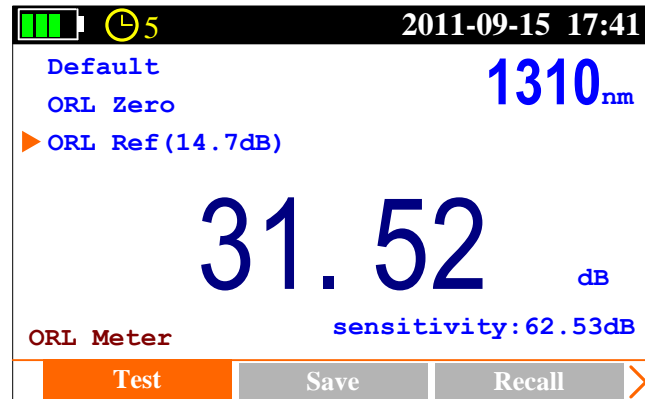 5 2011-09-15 17:41
Default
1310nm
ORL Zero
ORL Ref(14.7dB)
31.52 dB
sensitivity:62.53dB
ORL Meter
Test Save Recall